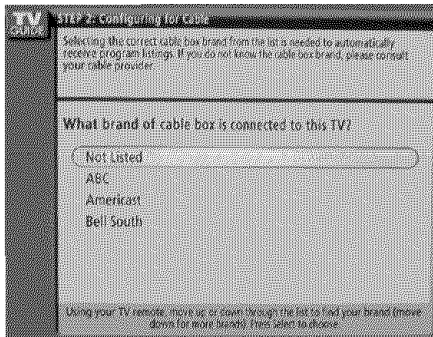 TV
GUIDE
STEP 2: Configuring for Cable
Selecting the correct cable box brand from the list is needed to automatically
receive program listings. If you do not know the cable box brand, please consult
your cable provider.
What brand of cable box is connected to this TV?
Not Listed
ABC
Americast
Bell South
Using your TV remote, move up or down through the list to find your brand (move
down for more brands). Press Select to choose.